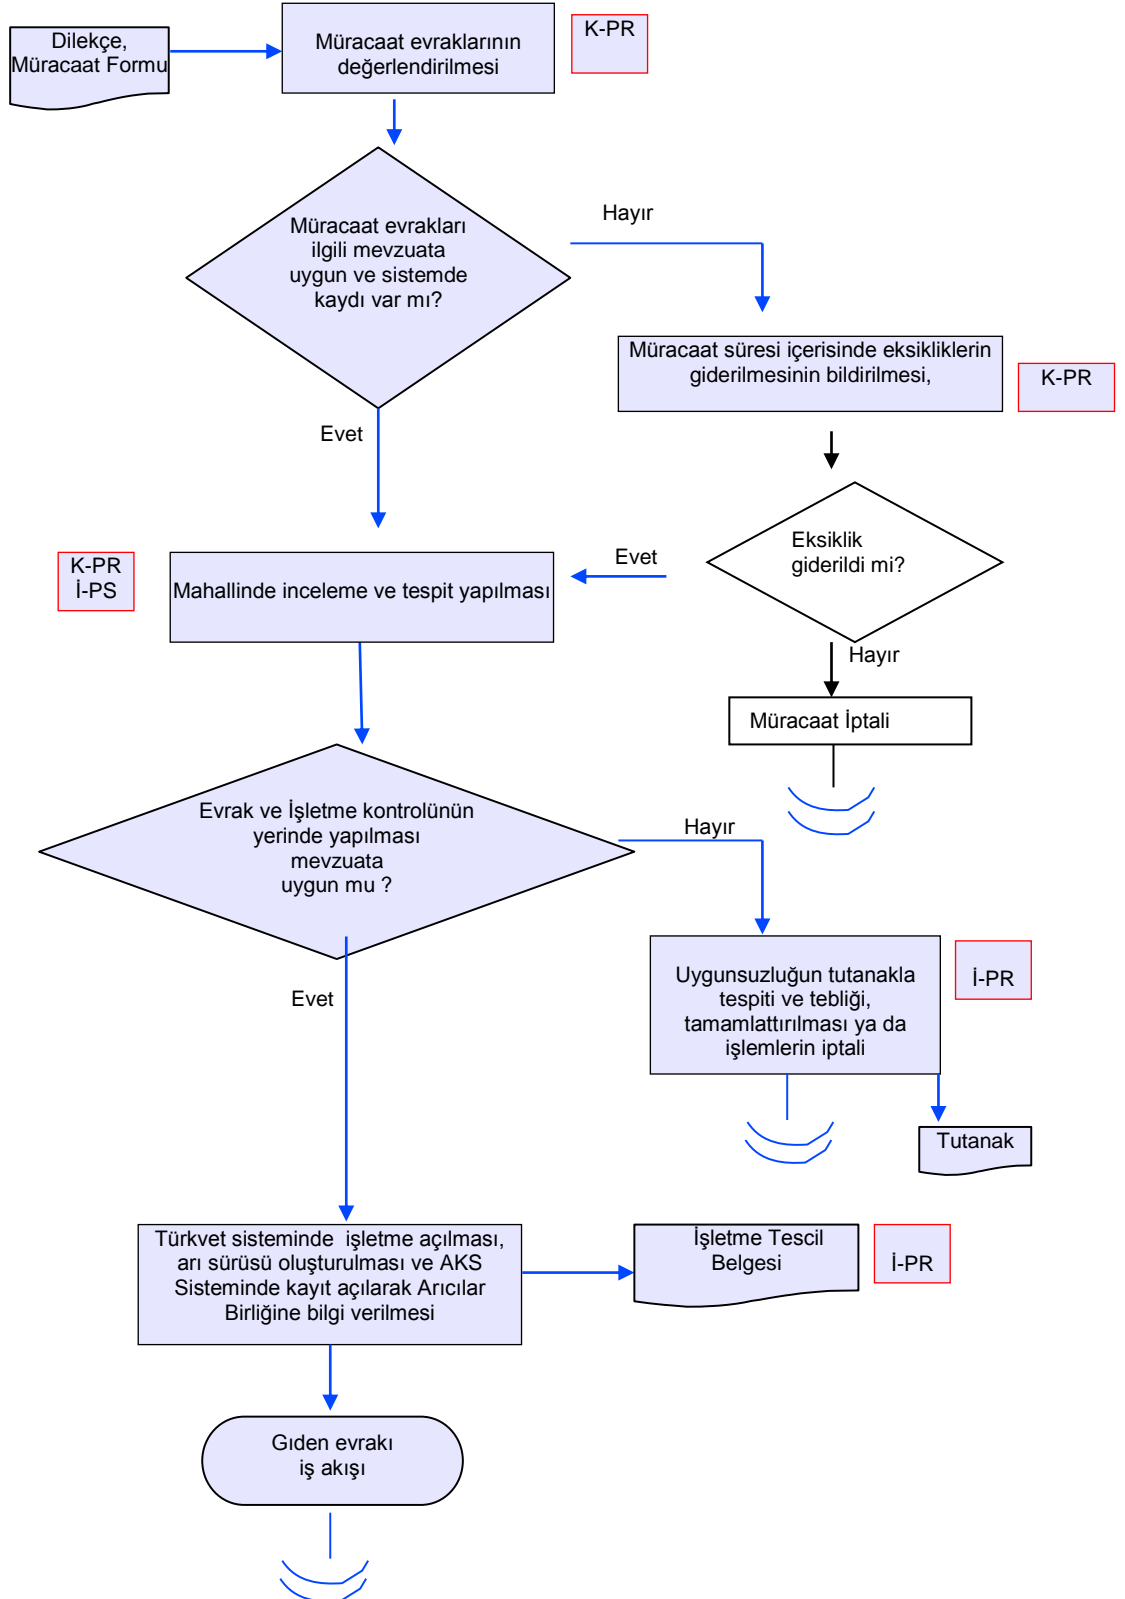 Dilekçe,
Müracaat Formu
Müracaat evraklarının
değerlendirilmesi
K-PR
Müracaat evrakları
ilgili mevzuata
uygun ve sistemde
kaydı var mı?
Hayır
Müracaat süresi içerisinde eksikliklerin
giderilmesinin bildirilmesi,
K-PR
Evet
Eksiklik
giderildi mi?
Evet
K-PR
İ-PS
Mahallinde inceleme ve tespit yapılması
Hayır
Müracaat İptali
Evrak ve İşletme kontrolünün
yerinde yapılması
mevzuata
uygun mu ?
Hayır
Uygunsuzluğun tutanakla
tespiti ve tebliği,
tamamlattırılması ya da
işlemlerin iptali
İ-PR
Evet
Tutanak
Türkvet sisteminde  işletme açılması,
arı sürüsü oluşturulması ve AKS
Sisteminde kayıt açılarak Arıcılar
Birliğine bilgi verilmesi
İşletme Tescil
Belgesi
İ-PR
Gıden evrakı
iş akışı